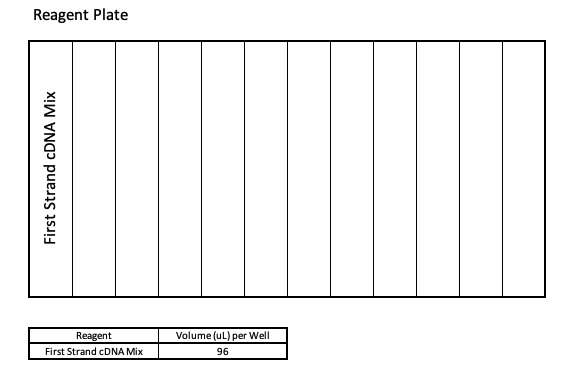 Reagent Plate
First Strand cDNA Mix
Reagent Volume (uL) per Well
First Strand cDNA Mix 96